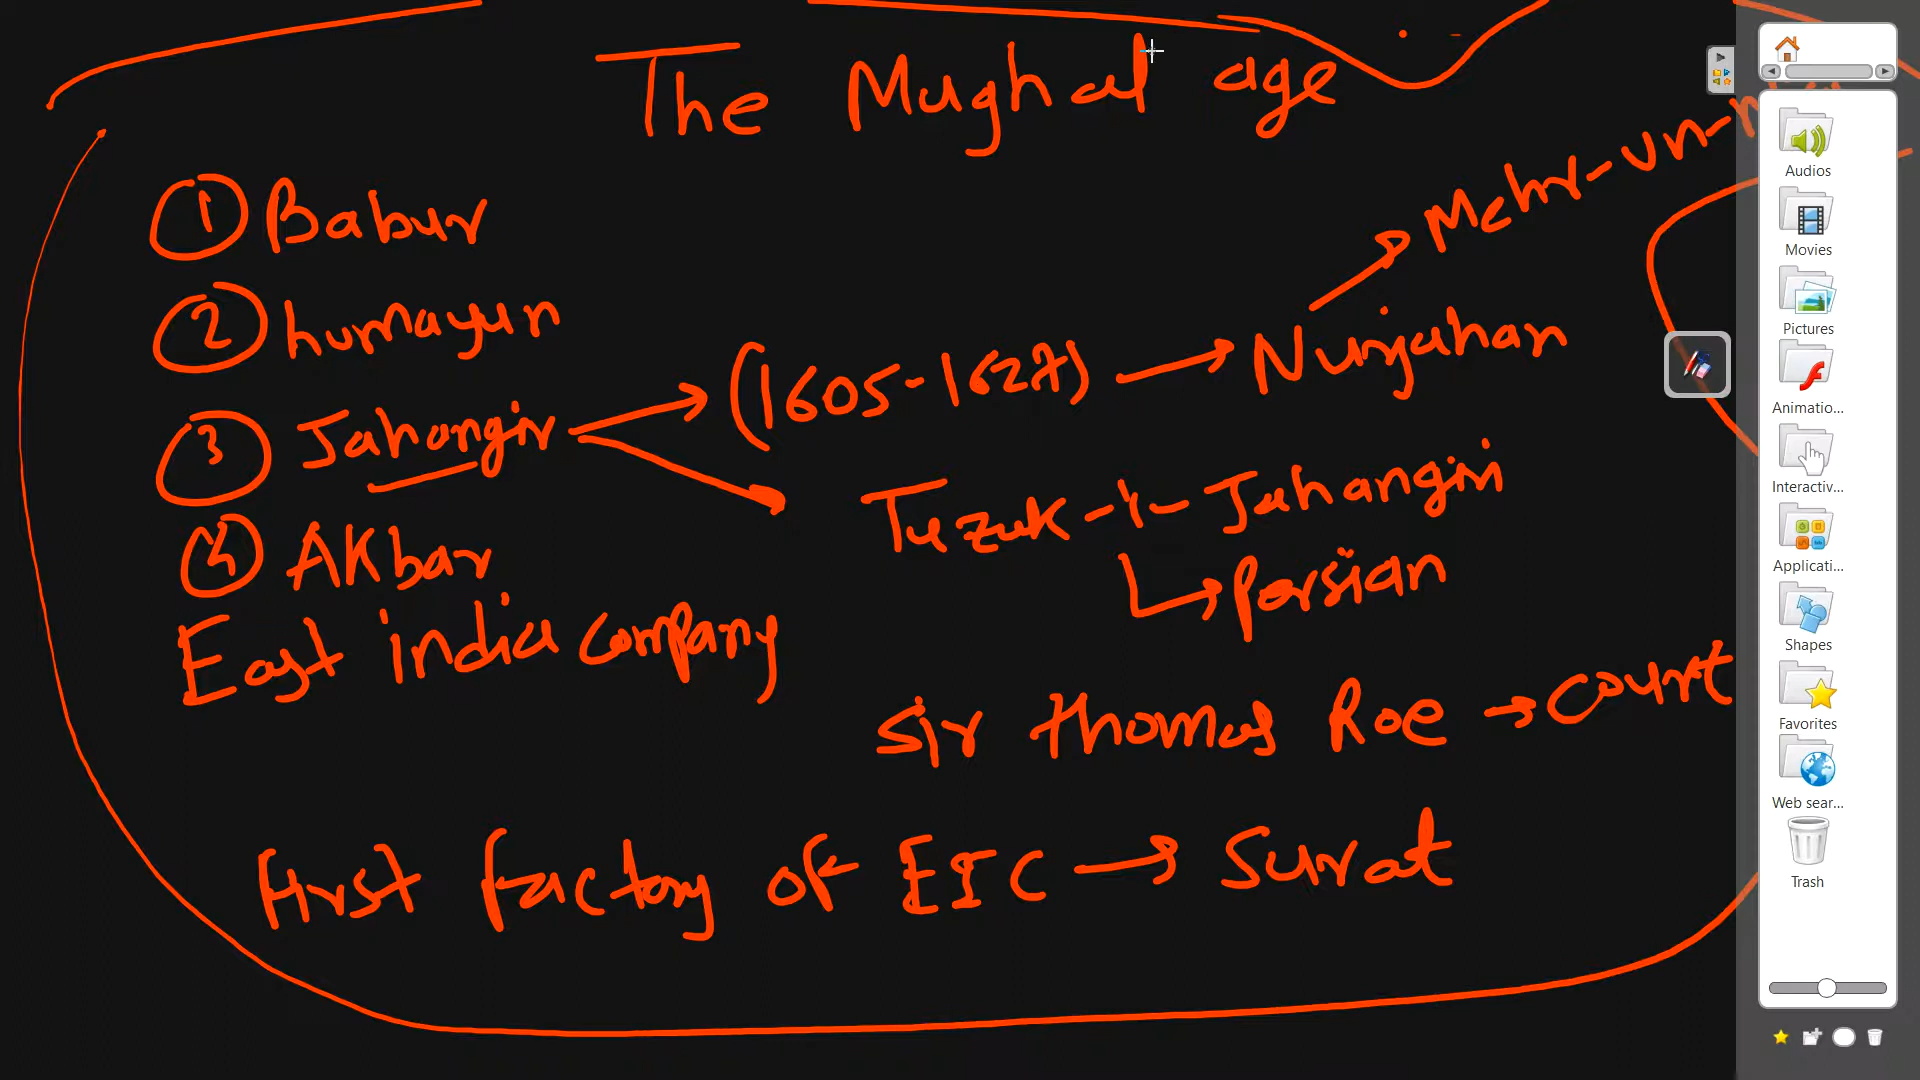 The Mughal age
① Babur
Mehr-un-n
② humayun
(1605-1627) → Nurjahan
③ Jahangir
Tuzuk-i-Jahangiri
④ Akbar
Persian
East india company
Sir thomas Roe → court
First factory of EIC → Surat
Audios
Movies
Pictures
Animatio...
Interactiv...
Applicati...
Shapes
Favorites
Web sear...
Trash